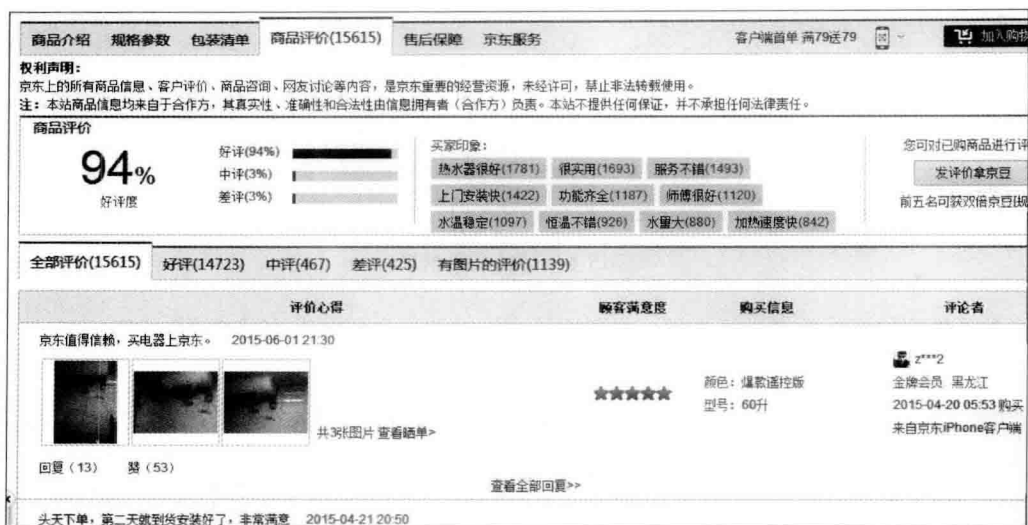 商品介绍 规格参数 包装清单 商品评价(15615) 售后保障 京东服务 客户端首单 满79送79 加入购物
权利声明：
京东上的所有商品信息、客户评价、商品咨询、网友讨论等内容，是京东重要的经营资源，未经许可，禁止非法转载使用。
注：本站商品信息均来自于合作方，其真实性、准确性和合法性由信息拥有者（合作方）负责。本站不提供任何保证，并不承担任何法律责任。
商品评价
94%
好评度
好评(94%)
中评(3%)
差评(3%)
买家印象：
热水器很好(1781) 很实用(1693) 服务不错(1493)
上门安装快(1422) 功能齐全(1187) 师傅很好(1120)
水温稳定(1097) 恒温不错(926) 水量大(880) 加热速度快(842)
您可对已购商品进行评
发评价拿京豆
前五名可获双倍京豆[规
全部评价(15615) 好评(14723) 中评(467) 差评(425) 有图片的评价(1139)
评价心得 顾客满意度 购买信息 评论者
京东值得信赖，买电器上京东。 2015-06-01 21:30
共3张图片 查看晒单>
颜色：爆款遥控版
型号：60升
z***2
金牌会员 黑龙江
2015-04-20 05:53 购买
来自京东iPhone客户端
回复（13） 赞（53）
查看全部回复>>
头天下单，第二天就到货安装好了，非常满意 2015-04-21 20:50